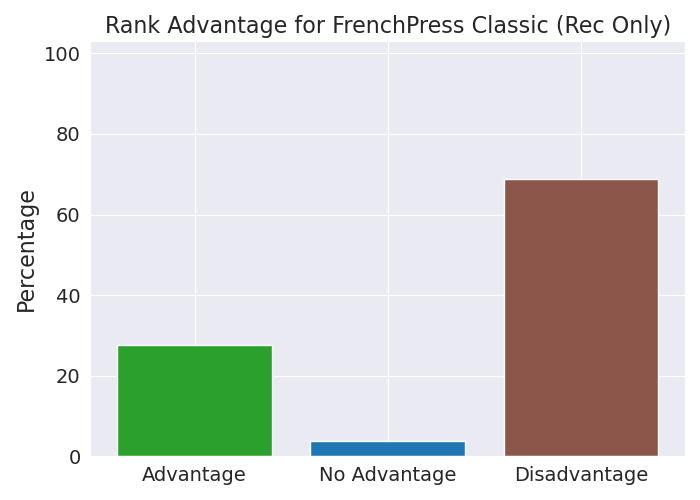 Rank Advantage for FrenchPress Classic (Rec Only)
Percentage
100
80
60
40
20
0
Advantage
No Advantage
Disadvantage